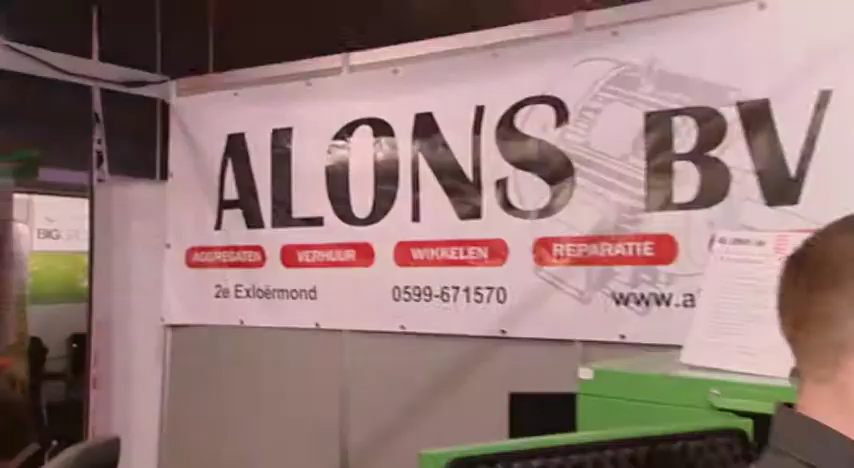 ALONS BV
AGGREGATEN VERHUUR WIKKELEN REPARATIE
2e Exloërmond 0599-671570 www.a
BIG